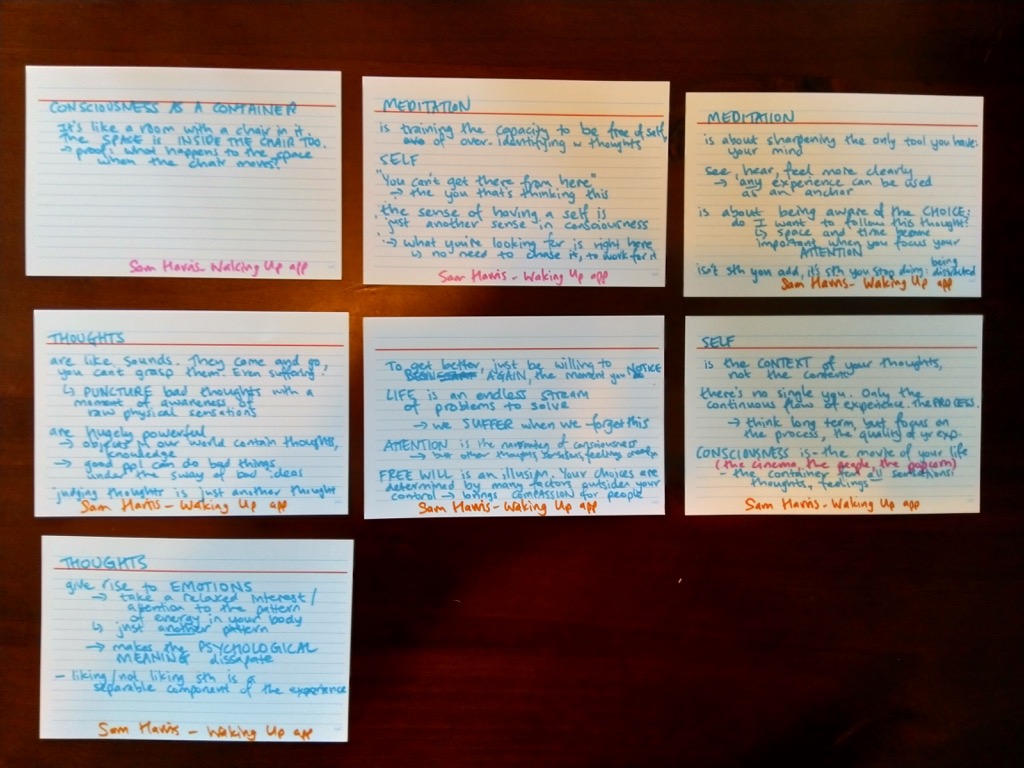 CONSCIOUSNESS AS A CONTAINER
It's like a room with a chair in it.
The SPACE is INSIDE THE CHAIR TOO.
→ proof: what happens to the space
when the chair moves?
Sam Harris - Waking Up app
MEDITATION
is training the capacity to be free of self,
of over-identifying w thoughts
SELF
"You can't get there from here"
→ the you that's thinking this
the sense of having a self is
just another sense in consciousness
→ what you're looking for is right here
↳ no need to chase it, to work for it
Sam Harris - Waking Up app
MEDITATION
is about sharpening the only tool you have:
your mind
see, hear, feel more clearly
→ any experience can be used
as an anchor
is about being aware of the CHOICE:
do I want to follow this thought?
↳ space and time become
important when you focus your
ATTENTION
isn't sth you add, it's sth you stop doing: being distracted
Sam Harris - Waking Up app
THOUGHTS
are like sounds. They come and go,
you can't grasp them. Even suffering!
↳ PUNCTURE bad thoughts with a
moment of awareness of
raw physical sensations
are hugely powerful
→ objects in our world contain thoughts,
knowledge
→ good ppl can do bad things
under the sway of bad ideas
judging thoughts is just another thought
Sam Harris - Waking Up app
To get better, just be willing to
AGAIN, the moment you NOTICE
LIFE is an endless STREAM
of problems to solve
→ we SUFFER when we forget this
ATTENTION is the narrowing of consciousness
- but other thoughts, feelings
FREE WILL is an illusion. Your choices are
determined by many factors outside your
control → brings COMPASSION for people
Sam Harris - Waking Up app
SELF
is the CONTEXT of your thoughts,
not the content
there's no single you. Only the
continuous flow of experience, the PROCESS.
→ think long term, but focus on
the process, the quality of yr exp.
CONSCIOUSNESS is - the movie of your life
(the cinema, the people, the popcorn)
- the container for all sensations,
thoughts, feelings
Sam Harris - Waking Up app
THOUGHTS
give rise to EMOTIONS
→ take a relaxed interest/
attention to the pattern
of energy in your body
↳ just another pattern
→ makes the PSYCHOLOGICAL
MEANING dissapate
- liking/not liking sth is a
separable component of the experience
Sam Harris - Waking Up app